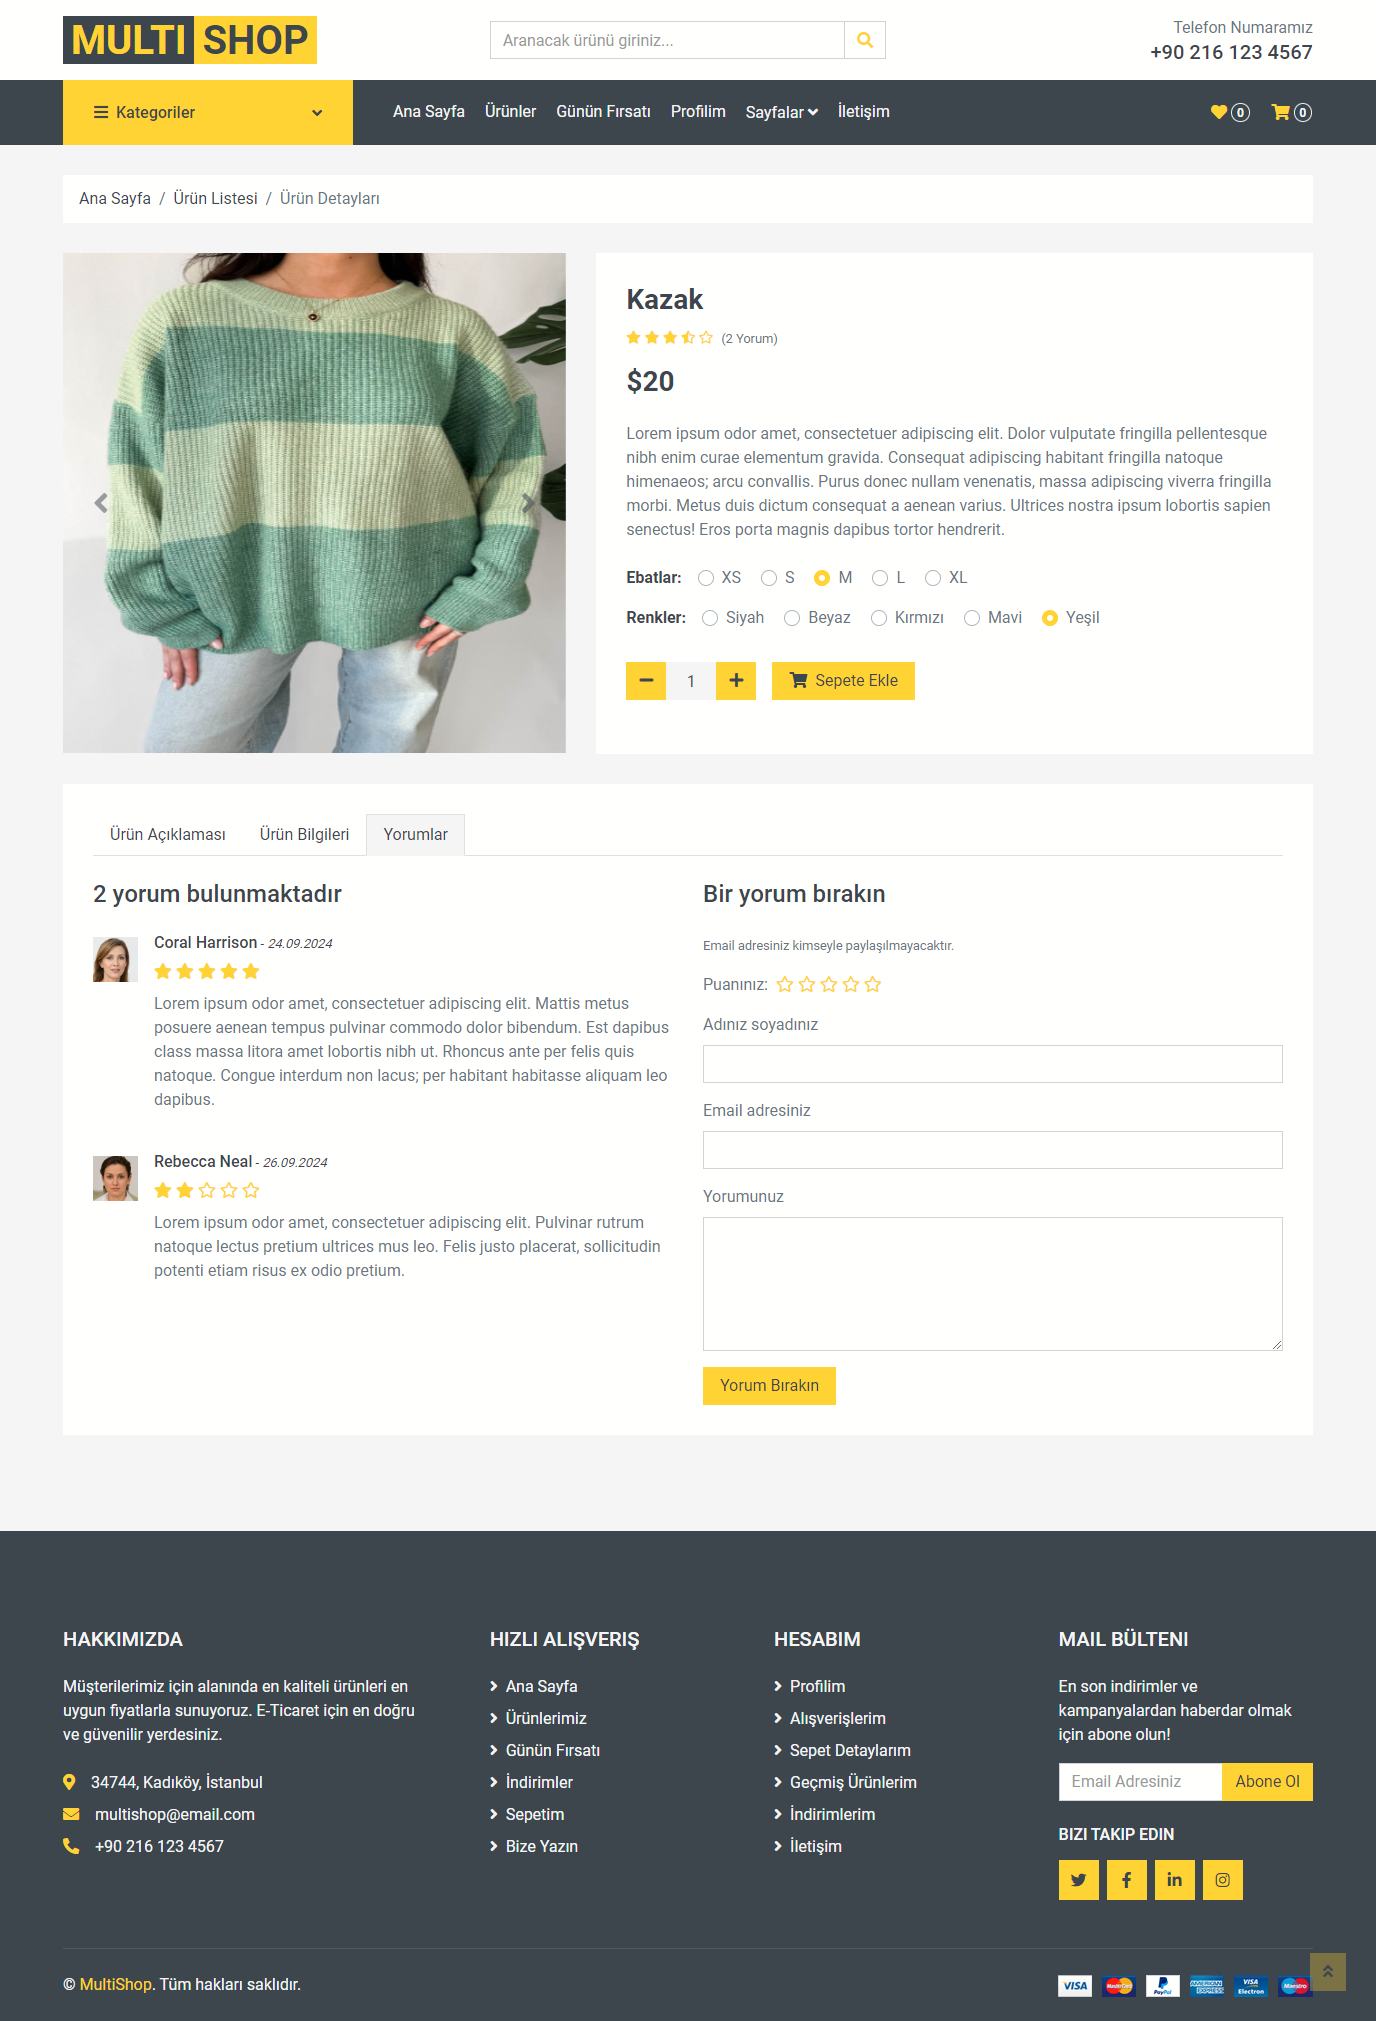 MULTI SHOP
Aranacak ürünü giriniz...
Telefon Numaramız
+90 216 123 4567
Kategoriler
Ana Sayfa Ürünler Günün Fırsatı Profilim Sayfalar İletişim
0 0
Ana Sayfa / Ürün Listesi / Ürün Detayları
Kazak
(2 Yorum)
$20
Lorem ipsum odor amet, consectetuer adipiscing elit. Dolor vulputate fringilla pellentesque
nibh enim curae elementum gravida. Consequat adipiscing habitant fringilla natoque
himenaeos; arcu convallis. Purus donec nullam venenatis, massa adipiscing viverra fringilla
morbi. Metus duis dictum consequat a aenean varius. Ultrices nostra ipsum lobortis sapien
senectus! Eros porta magnis dapibus tortor hendrerit.
Ebatlar: XS S M L XL
Renkler: Siyah Beyaz Kırmızı Mavi Yeşil
1
Sepete Ekle
Ürün Açıklaması Ürün Bilgileri Yorumlar
2 yorum bulunmaktadır
Coral Harrison - 24.09.2024
Lorem ipsum odor amet, consectetuer adipiscing elit. Mattis metus
posuere aenean tempus pulvinar commodo dolor bibendum. Est dapibus
class massa litora amet lobortis nibh ut. Rhoncus ante per felis quis
natoque. Congue interdum non lacus; per habitant habitasse aliquam leo
dapibus.
Rebecca Neal - 26.09.2024
Lorem ipsum odor amet, consectetuer adipiscing elit. Pulvinar rutrum
natoque lectus pretium ultrices mus leo. Felis justo placerat, sollicitudin
potenti etiam risus ex odio pretium.
Bir yorum bırakın
Email adresiniz kimseyle paylaşılmayacaktır.
Puanınız:
Adınız soyadınız
Email adresiniz
Yorumunuz
Yorum Bırakın
HAKKIMIZDA
Müşterilerimiz için alanında en kaliteli ürünleri en
uygun fiyatlarla sunuyoruz. E-Ticaret için en doğru
ve güvenilir yerdesiniz.
34744, Kadıköy, İstanbul
multishop@email.com
+90 216 123 4567
HIZLI ALIŞVERIŞ
Ana Sayfa
Ürünlerimiz
Günün Fırsatı
İndirimler
Sepetim
Bize Yazın
HESABIM
Profilim
Alışverişlerim
Sepet Detaylarım
Geçmiş Ürünlerim
İndirimlerim
İletişim
MAIL BÜLTENI
En son indirimler ve
kampanyalardan haberdar olmak
için abone olun!
Email Adresiniz
Abone Ol
BIZI TAKIP EDIN
© MultiShop. Tüm hakları saklıdır.
VISA MasterCard PayPal AMERICAN EXPRESS VISA Electron Maestro